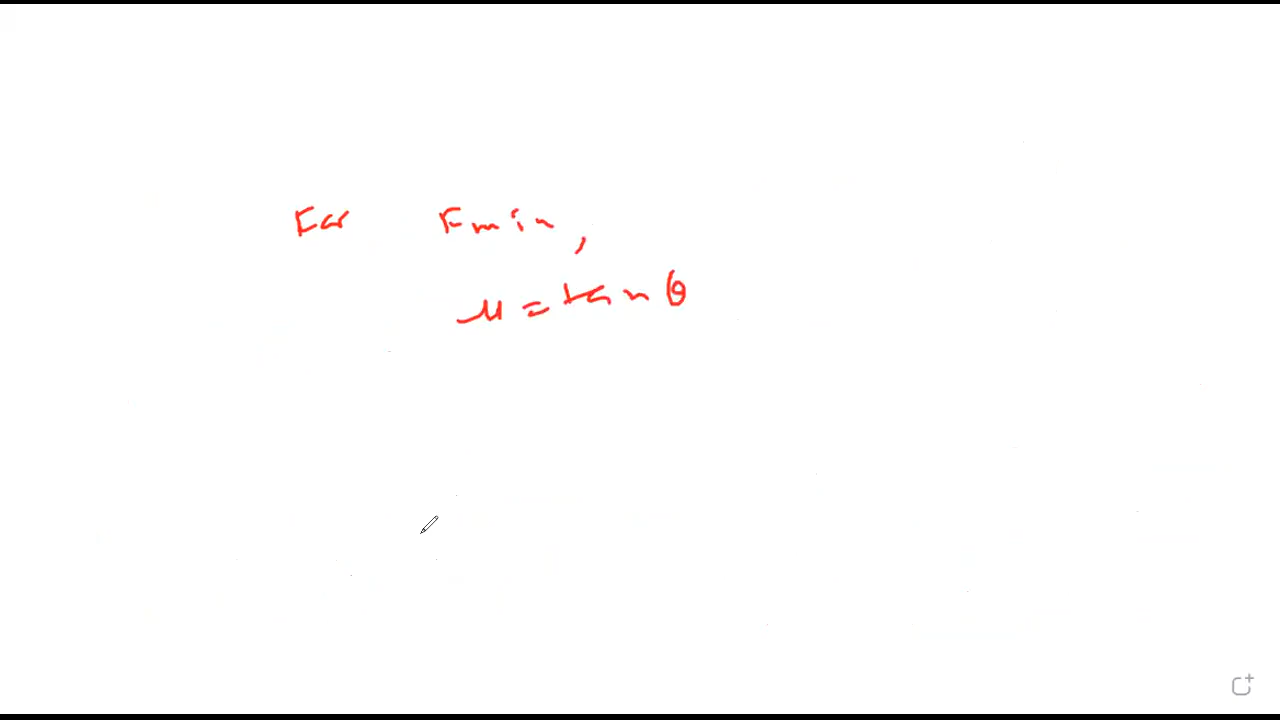 For Fmin,
μ = tan θ